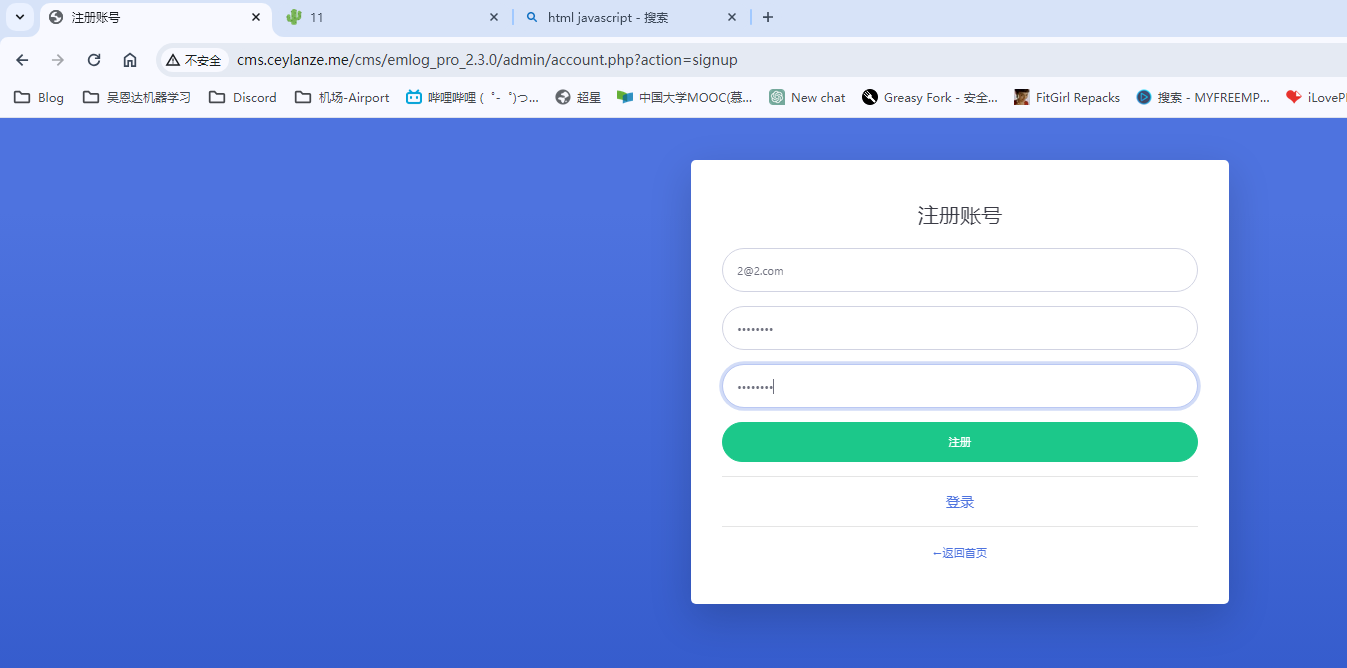 注册账号
11
html javascript - 搜索
不安全
cms.ceylanze.me/cms/emlog_pro_2.3.0/admin/account.php?action=signup
Blog
吴恩达机器学习
Discord
机场-Airport
哔哩哔哩 ( ゜- ゜)つ...
超星
中国大学MOOC(慕...
New chat
Greasy Fork - 安全...
FitGirl Repacks
搜索 - MYFREEMP...
iLoveP
注册账号
2@2.com
••••••••
••••••••
注册
登录
←返回首页